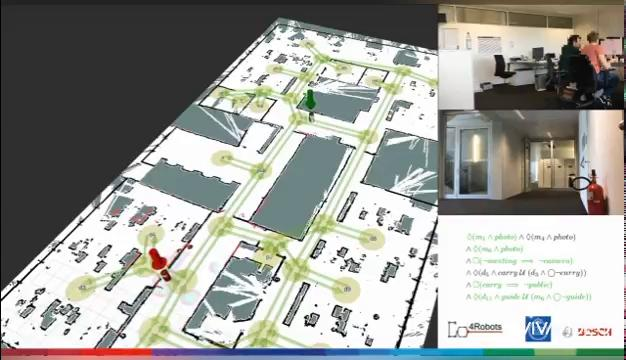 ◊(m₁ ∧ photo) ∧ ◊(m₄ ∧ photo)
∧ ◊(m₆ ∧ photo)
∧ □(¬meeting ⟹ ¬camera)
∧ ◊(d₅ ∧ carry U (d₃ ∧ ◯¬carry))
∧ □(carry ⟹ ¬public)
∧ ◊(d₁₁ ∧ guide U (m₆ ∧ ◯¬guide))
4Robots
BOSCH